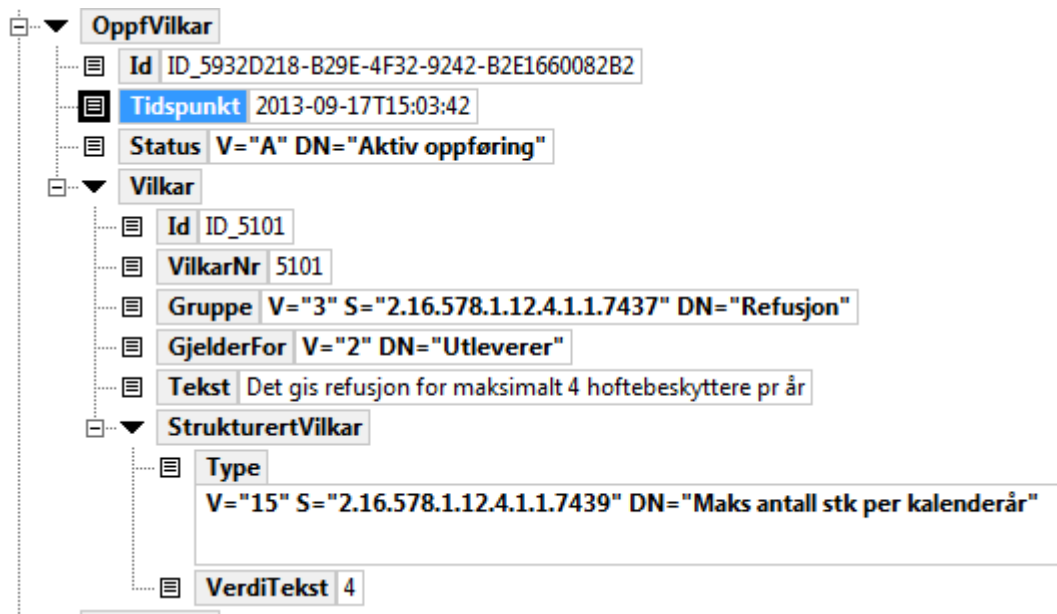 OppfVilkar
Id ID_5932D218-B29E-4F32-9242-B2E1660082B2
Tidspunkt 2013-09-17T15:03:42
Status V="A" DN="Aktiv oppføring"
Vilkar
Id ID_5101
VilkarNr 5101
Gruppe V="3" S="2.16.578.1.12.4.1.1.7437" DN="Refusjon"
GjelderFor V="2" DN="Utleverer"
Tekst Det gis refusjon for maksimalt 4 hoftebeskyttere pr år
StrukturertVilkar
Type
V="15" S="2.16.578.1.12.4.1.1.7439" DN="Maks antall stk per kalenderår"
VerdiTekst 4